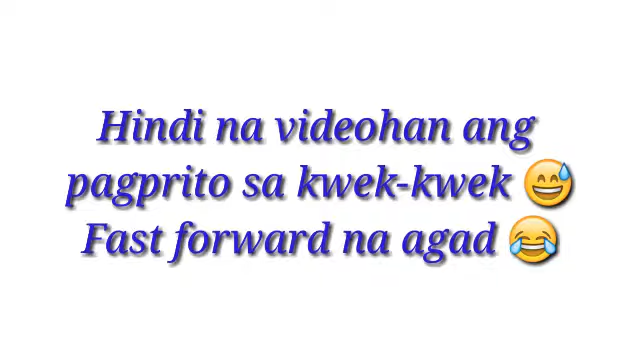 Hindi na videohan ang
pagprito sa kwek-kwek 😅
Fast forward na agad 😂